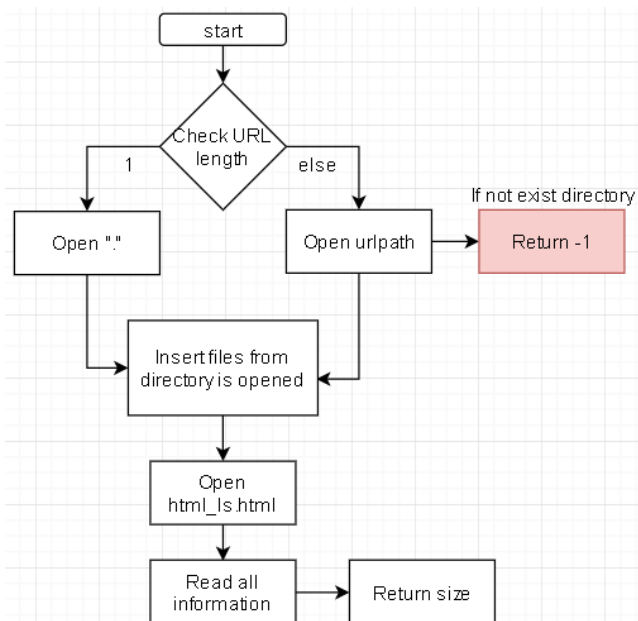 start
Check URL
length
1
else
If not exist directory
Open "."
Open urlpath
Return -1
Insert files from
directory is opened
Open
html_ls.html
Read all
information
Return size